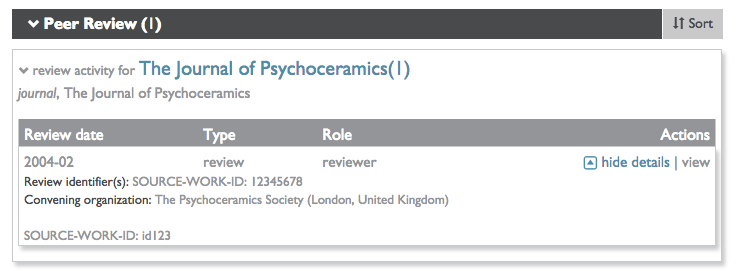 Peer Review (1) Sort
review activity for The Journal of Psychoceramics(1)
journal, The Journal of Psychoceramics
Review date Type Role Actions
2004-02 review reviewer hide details | view
Review identifier(s): SOURCE-WORK-ID: 12345678
Convening organization: The Psychoceramics Society (London, United Kingdom)
SOURCE-WORK-ID: id123